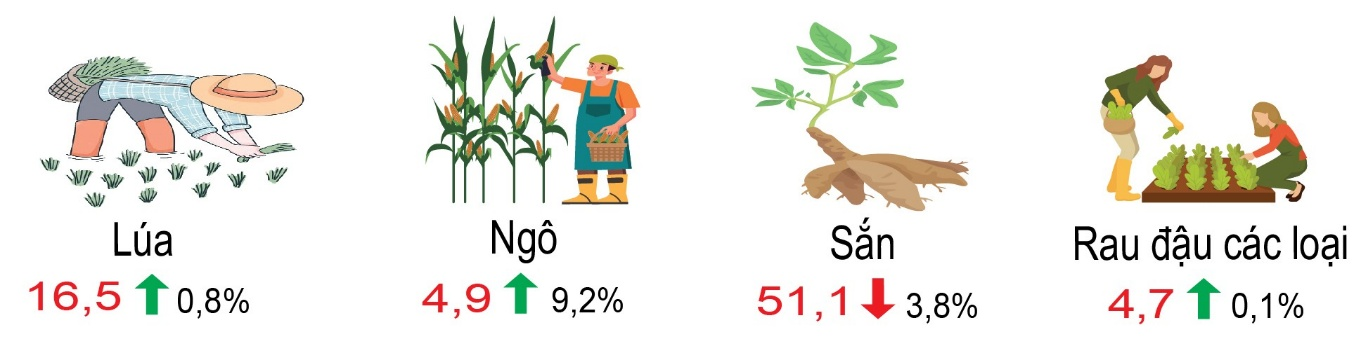 Lúa
16,5 0,8%
Ngô
4,9 9,2%
Sắn
51,1 3,8%
Rau đậu các loại
4,7 0,1%